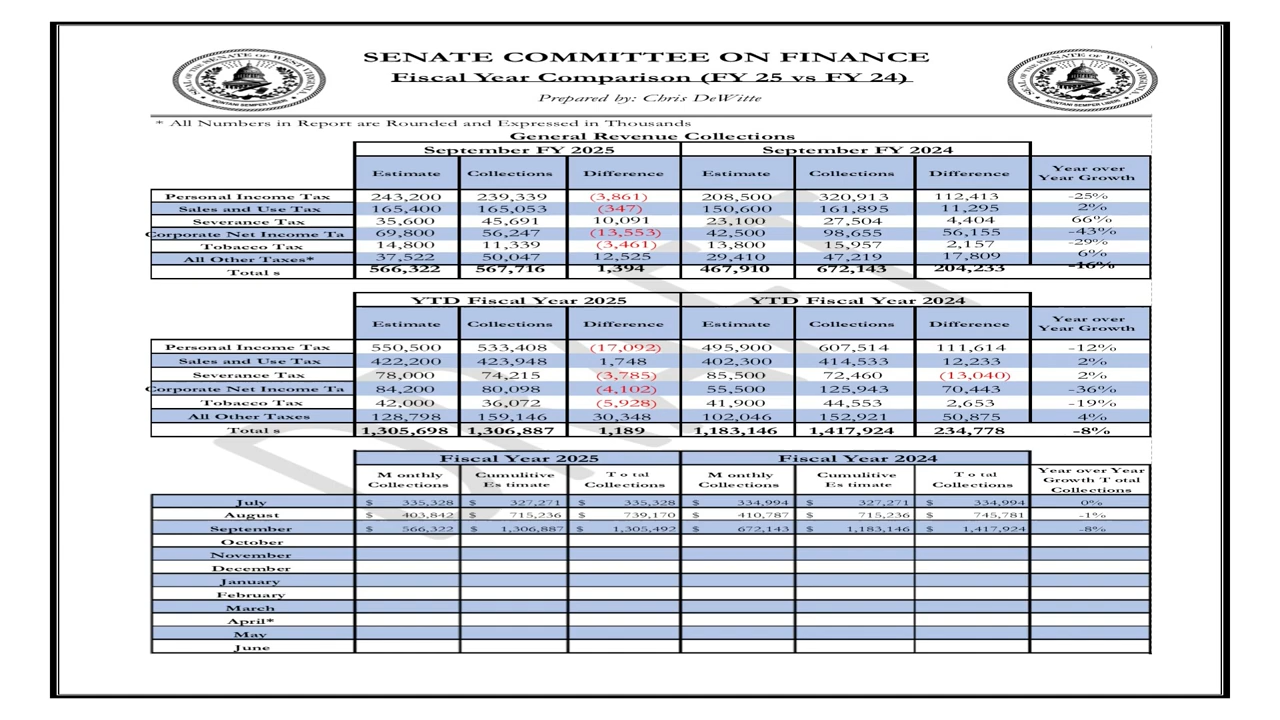 SENATE COMMITTEE ON FINANCE
Fiscal Year Comparison (FY 25 vs FY 24)
Prepared by: Chris DeWitte
* All Numbers in Report are Rounded and Expressed in Thousands
General Revenue Collections
September FY 2025 September FY 2024
Estimate Collections Difference Estimate Collections Difference Year over Year Growth
Personal Income Tax 243,200 239,339 (3,861) 208,500 320,913 112,413 -25%
Sales and Use Tax 165,400 165,053 (347) 150,600 161,895 11,295 2%
Severance Tax 35,600 45,691 10,091 23,100 27,504 4,404 66%
Corporate Net Income Ta 69,800 56,247 (13,553) 42,500 98,655 56,155 -43%
Tobacco Tax 14,800 11,339 (3,461) 13,800 15,957 2,157 -29%
All Other Taxes* 37,522 50,047 12,525 29,410 47,219 17,809 6%
Total s 566,322 567,716 1,394 467,910 672,143 204,233 -16%
YTD Fiscal Year 2025 YTD Fiscal Year 2024
Estimate Collections Difference Estimate Collections Difference Year over Year Growth
Personal Income Tax 550,500 533,408 (17,092) 495,900 607,514 111,614 -12%
Sales and Use Tax 422,200 423,948 1,748 402,300 414,533 12,233 2%
Severance Tax 78,000 74,215 (3,785) 85,500 72,460 (13,040) 2%
Corporate Net Income Ta 84,200 80,098 (4,102) 55,500 125,943 70,443 -36%
Tobacco Tax 42,000 36,072 (5,928) 41,900 44,553 2,653 -19%
All Other Taxes 128,798 159,146 30,348 102,046 152,921 50,875 4%
Total s 1,305,698 1,306,887 1,189 1,183,146 1,417,924 234,778 -8%
Fiscal Year 2025 Fiscal Year 2024
M onthly Collections Cumulitive Es timate T o tal Collections M onthly Collections Cumulitive Es timate T o tal Collections Year over Year Growth T otal Collections
July $ 335,328 $ 327,271 $ 335,328 $ 334,994 $ 327,271 $ 334,994 0%
August $ 403,842 $ 715,236 $ 739,170 $ 410,787 $ 715,236 $ 745,781 -1%
September $ 566,322 $ 1,306,887 $ 1,305,492 $ 672,143 $ 1,183,146 $ 1,417,924 -8%
October
November
December
January
February
March
April*
May
June